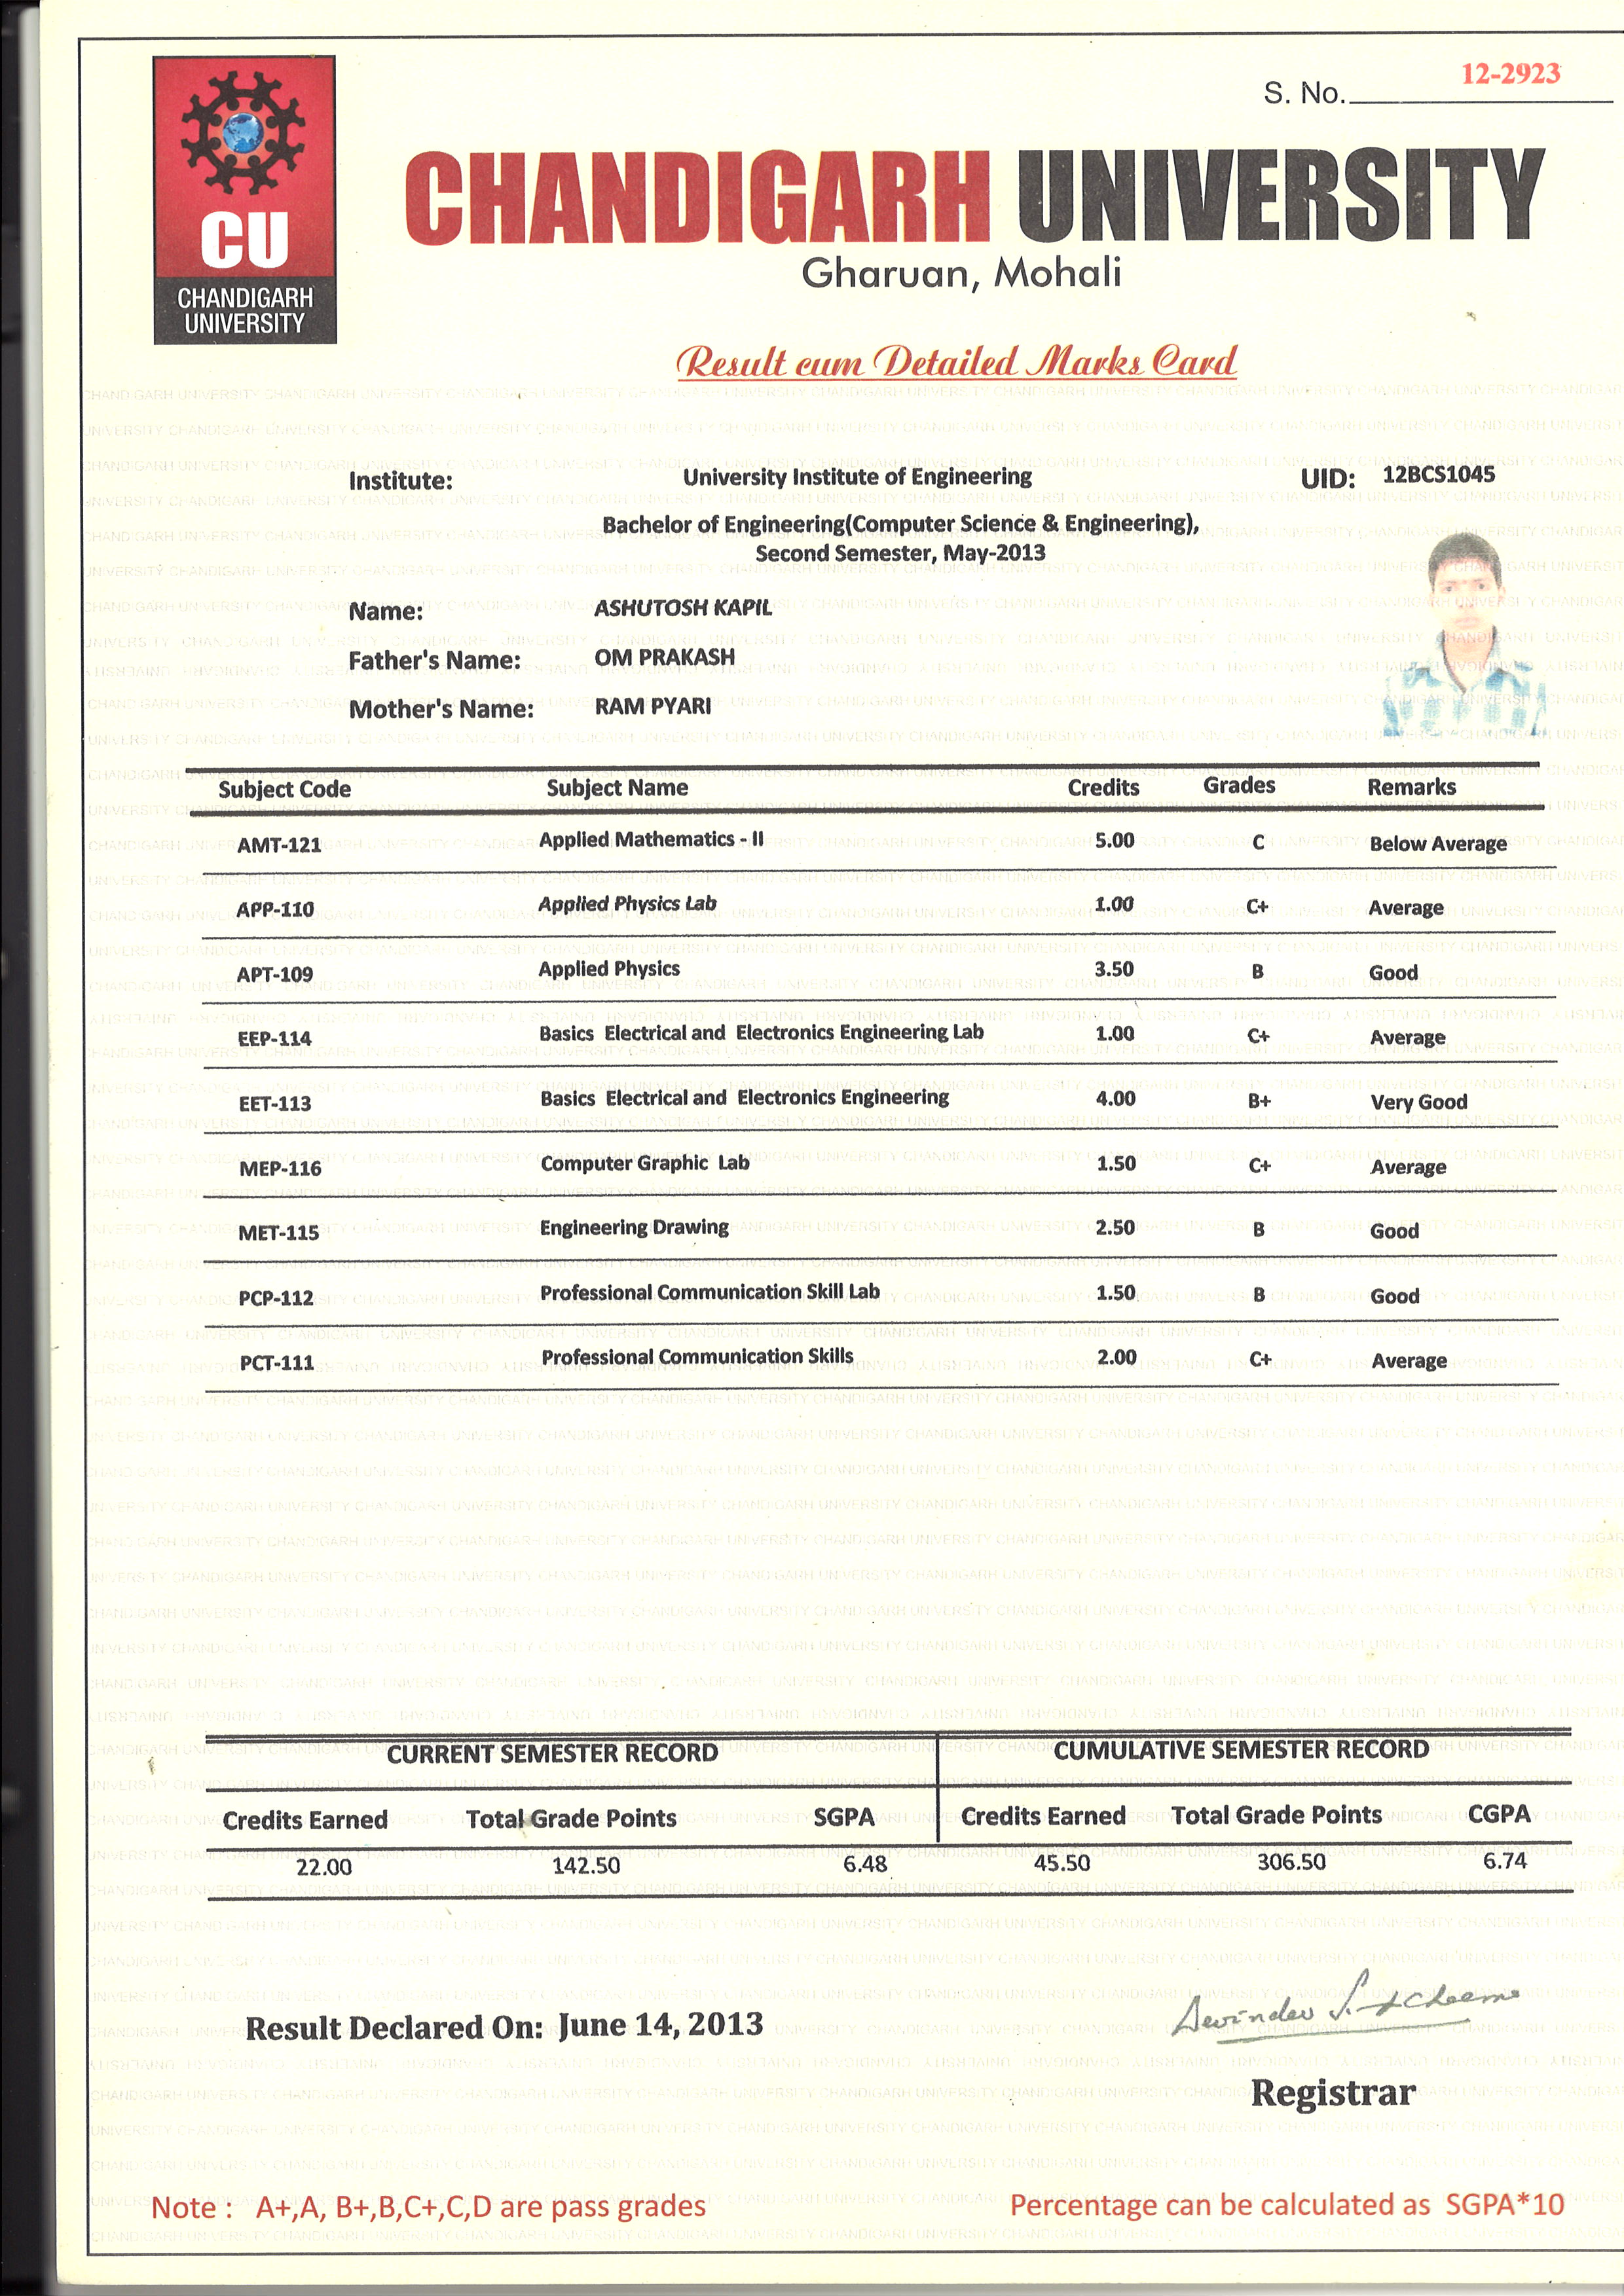 S. No. 12-2923
CU
CHANDIGARH
UNIVERSITY
CHANDIGARH UNIVERSITY
Gharuan, Mohali
Result cum Detailed Marks Card
Institute: University Institute of Engineering UID: 12BCS1045
Bachelor of Engineering(Computer Science & Engineering),
Second Semester, May-2013
Name: ASHUTOSH KAPIL
Father's Name: OM PRAKASH
Mother's Name: RAM PYARI
Subject Code Subject Name Credits Grades Remarks
AMT-121 Applied Mathematics - II 5.00 C Below Average
APP-110 Applied Physics Lab 1.00 C+ Average
APT-109 Applied Physics 3.50 B Good
EEP-114 Basics Electrical and Electronics Engineering Lab 1.00 C+ Average
EET-113 Basics Electrical and Electronics Engineering 4.00 B+ Very Good
MEP-116 Computer Graphic Lab 1.50 C+ Average
MET-115 Engineering Drawing 2.50 B Good
PCP-112 Professional Communication Skill Lab 1.50 B Good
PCT-111 Professional Communication Skills 2.00 C+ Average
CURRENT SEMESTER RECORD CUMULATIVE SEMESTER RECORD
Credits Earned Total Grade Points SGPA Credits Earned Total Grade Points CGPA
22.00 142.50 6.48 45.50 306.50 6.74
Result Declared On: June 14, 2013
Registrar
Note : A+,A, B+,B,C+,C,D are pass grades Percentage can be calculated as SGPA*10